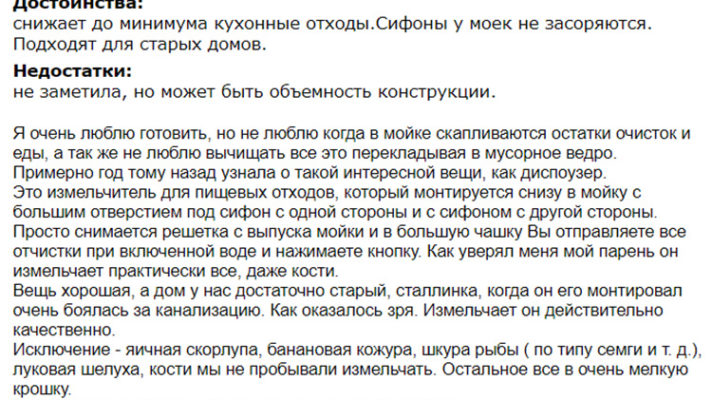 Достоинства:
снижает до минимума кухонные отходы.Сифоны у моек не засоряются.
Подходят для старых домов.
Недостатки:
не заметила, но может быть объемность конструкции.
Я очень люблю готовить, но не люблю когда в мойке скапливаются остатки очисток и
еды, а так же не люблю вычищать все это перекладывая в мусорное ведро.
Примерно год тому назад узнала о такой интересной вещи, как диспоузер.
Это измельчитель для пищевых отходов, который монтируется снизу в мойку с
большим отверстием под сифон с одной стороны и с сифоном с другой стороны.
Просто снимается решетка с выпуска мойки и в большую чашку Вы отправляете все
отчистки при включенной воде и нажимаете кнопку. Как уверял меня мой парень он
измельчает практически все, даже кости.
Вещь хорошая, а дом у нас достаточно старый, сталлинка, когда он его монтировал
очень боялась за канализацию. Как оказалось зря. Измельчает он действительно
качественно.
Исключение - яичная скорлупа, банановая кожура, шкура рыбы ( по типу семги и т. д.),
луковая шелуха, кости мы не пробывали измельчать. Остальное все в очень мелкую
крошку.